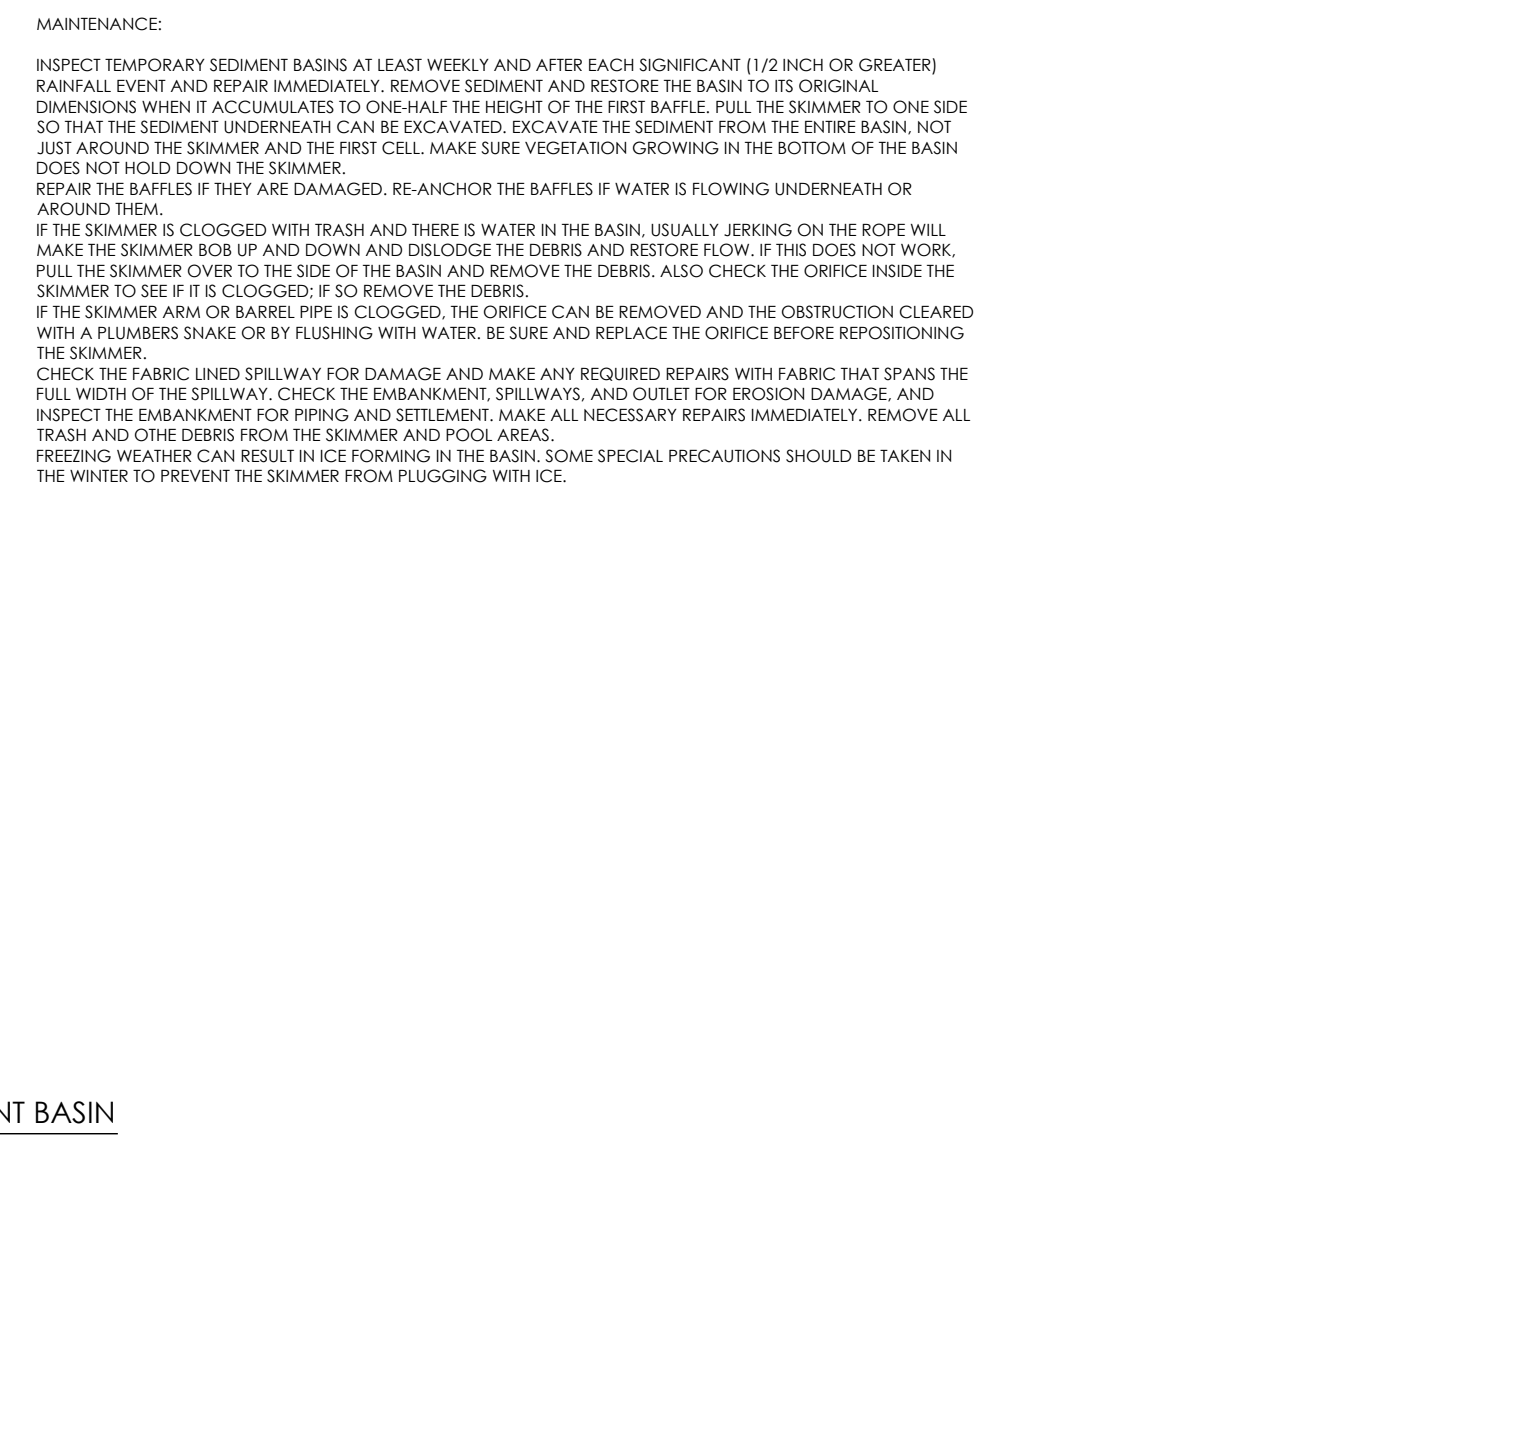 MAINTENANCE:
INSPECT TEMPORARY SEDIMENT BASINS AT LEAST WEEKLY AND AFTER EACH SIGNIFICANT (1/2 INCH OR GREATER)
RAINFALL EVENT AND REPAIR IMMEDIATELY. REMOVE SEDIMENT AND RESTORE THE BASIN TO ITS ORIGINAL
DIMENSIONS WHEN IT ACCUMULATES TO ONE-HALF THE HEIGHT OF THE FIRST BAFFLE. PULL THE SKIMMER TO ONE SIDE
SO THAT THE SEDIMENT UNDERNEATH CAN BE EXCAVATED. EXCAVATE THE SEDIMENT FROM THE ENTIRE BASIN, NOT
JUST AROUND THE SKIMMER AND THE FIRST CELL. MAKE SURE VEGETATION GROWING IN THE BOTTOM OF THE BASIN
DOES NOT HOLD DOWN THE SKIMMER.
REPAIR THE BAFFLES IF THEY ARE DAMAGED. RE-ANCHOR THE BAFFLES IF WATER IS FLOWING UNDERNEATH OR
AROUND THEM.
IF THE SKIMMER IS CLOGGED WITH TRASH AND THERE IS WATER IN THE BASIN, USUALLY JERKING ON THE ROPE WILL
MAKE THE SKIMMER BOB UP AND DOWN AND DISLODGE THE DEBRIS AND RESTORE FLOW. IF THIS DOES NOT WORK,
PULL THE SKIMMER OVER TO THE SIDE OF THE BASIN AND REMOVE THE DEBRIS. ALSO CHECK THE ORIFICE INSIDE THE
SKIMMER TO SEE IF IT IS CLOGGED; IF SO REMOVE THE DEBRIS.
IF THE SKIMMER ARM OR BARREL PIPE IS CLOGGED, THE ORIFICE CAN BE REMOVED AND THE OBSTRUCTION CLEARED
WITH A PLUMBERS SNAKE OR BY FLUSHING WITH WATER. BE SURE AND REPLACE THE ORIFICE BEFORE REPOSITIONING
THE SKIMMER.
CHECK THE FABRIC LINED SPILLWAY FOR DAMAGE AND MAKE ANY REQUIRED REPAIRS WITH FABRIC THAT SPANS THE
FULL WIDTH OF THE SPILLWAY. CHECK THE EMBANKMENT, SPILLWAYS, AND OUTLET FOR EROSION DAMAGE, AND
INSPECT THE EMBANKMENT FOR PIPING AND SETTLEMENT. MAKE ALL NECESSARY REPAIRS IMMEDIATELY. REMOVE ALL
TRASH AND OTHE DEBRIS FROM THE SKIMMER AND POOL AREAS.
FREEZING WEATHER CAN RESULT IN ICE FORMING IN THE BASIN. SOME SPECIAL PRECAUTIONS SHOULD BE TAKEN IN
THE WINTER TO PREVENT THE SKIMMER FROM PLUGGING WITH ICE.
NT BASIN